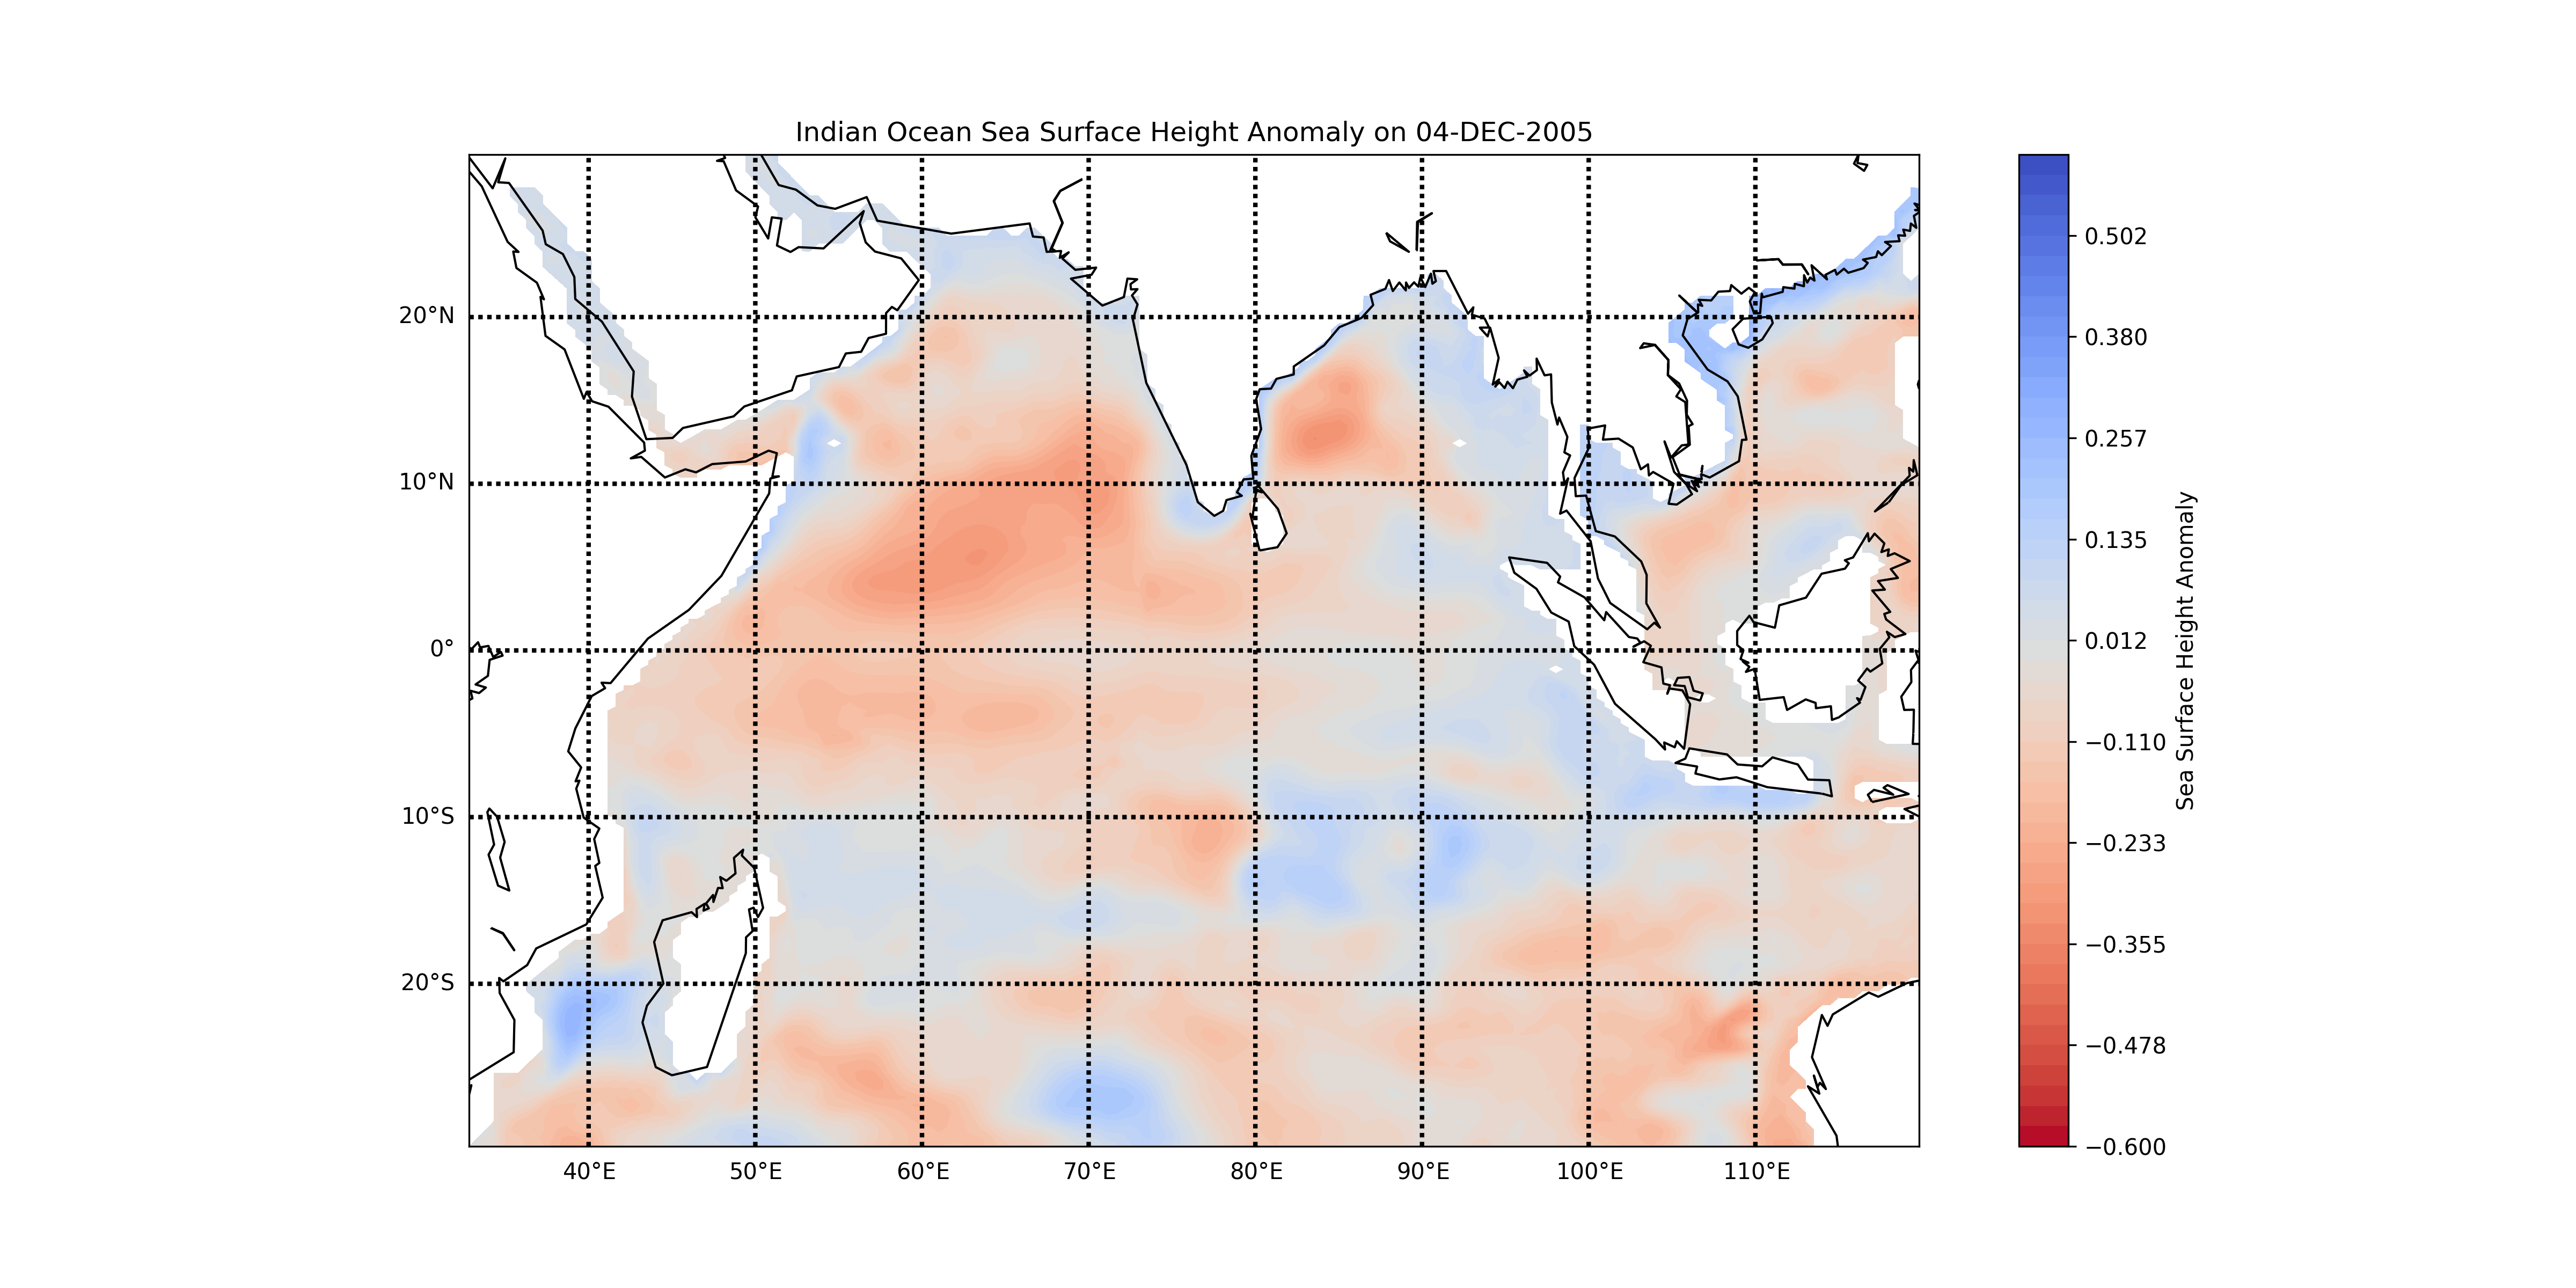 Indian Ocean Sea Surface Height Anomaly on 04-DEC-2005
20°N
10°N
0°
10°S
20°S
40°E
50°E
60°E
70°E
80°E
90°E
100°E
110°E
0.502
0.380
0.257
0.135
0.012
−0.110
−0.233
−0.355
−0.478
−0.600
Sea Surface Height Anomaly